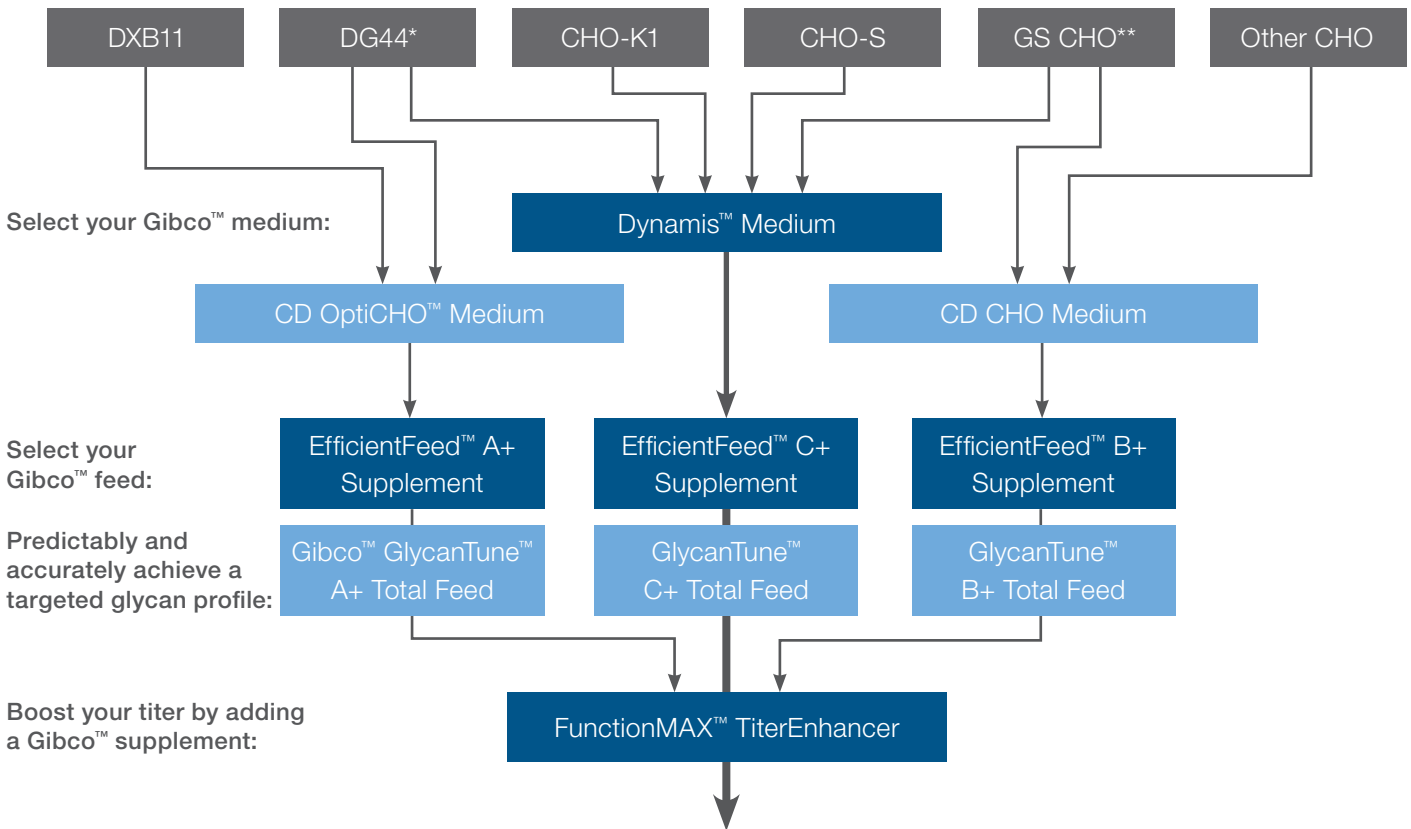 DXB11
DG44*
CHO-K1
CHO-S
GS CHO**
Other CHO
Select your Gibco™ medium:
Dynamis™ Medium
CD OptiCHO™ Medium
CD CHO Medium
Select your
Gibco™ feed:
EfficientFeed™ A+
Supplement
EfficientFeed™ C+
Supplement
EfficientFeed™ B+
Supplement
Predictably and
accurately achieve a
targeted glycan profile:
Gibco™ GlycanTune™
A+ Total Feed
GlycanTune™
C+ Total Feed
GlycanTune™
B+ Total Feed
Boost your titer by adding
a Gibco™ supplement:
FunctionMAX™ TiterEnhancer